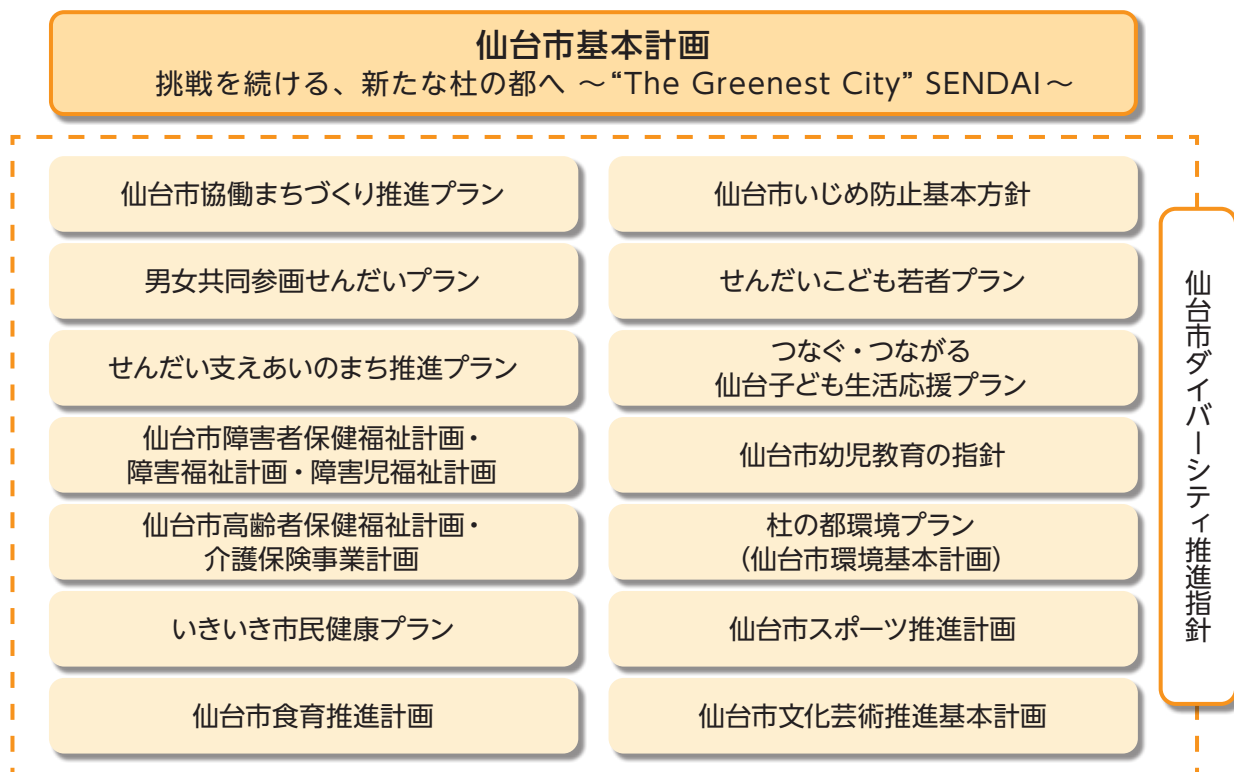 仙台市基本計画
挑戦を続ける、新たな杜の都へ ～“The Greenest City” SENDAI～
仙台市協働まちづくり推進プラン
男女共同参画せんだいプラン
せんだい支えあいのまち推進プラン
仙台市障害者保健福祉計画・
障害福祉計画・障害児福祉計画
仙台市高齢者保健福祉計画・
介護保険事業計画
いきいき市民健康プラン
仙台市食育推進計画
仙台市いじめ防止基本方針
せんだいこども若者プラン
つなぐ・つながる
仙台子ども生活応援プラン
仙台市幼児教育の指針
杜の都環境プラン
(仙台市環境基本計画)
仙台市スポーツ推進計画
仙台市文化芸術推進基本計画
仙台市ダイバーシティ推進指針